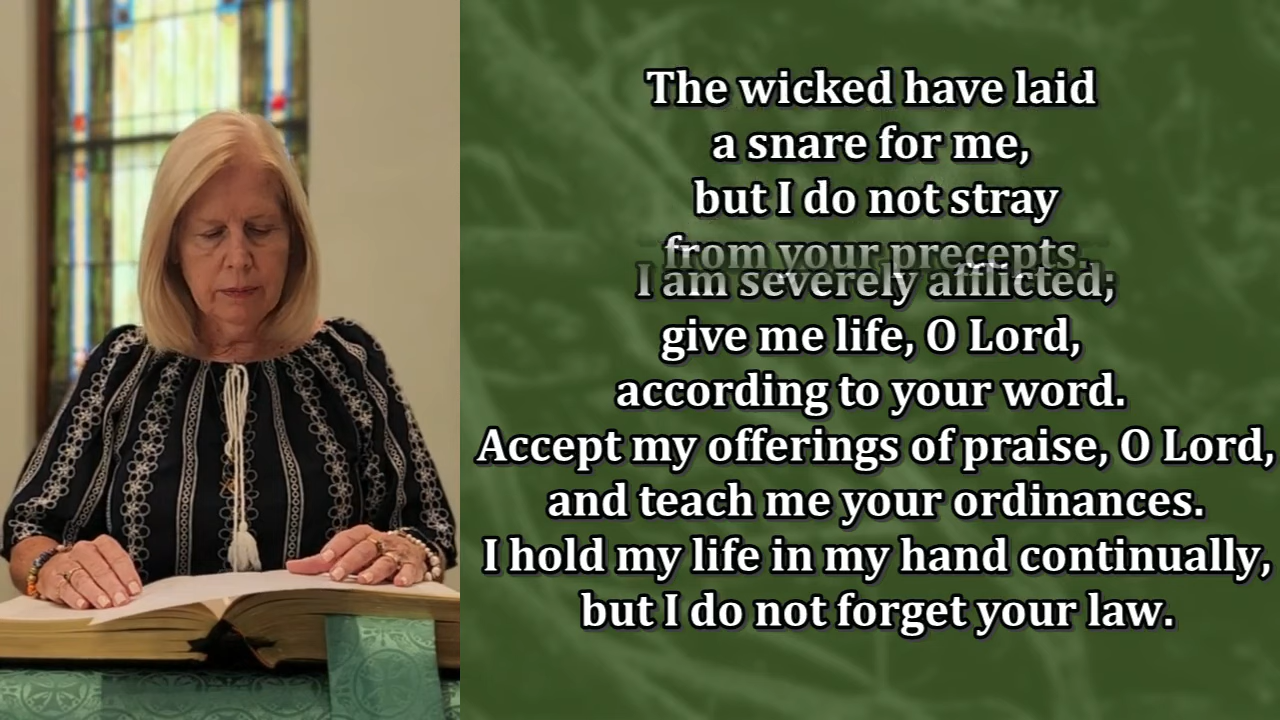 The wicked have laid
a snare for me,
but I do not stray
from your precepts.
I am severely afflicted;
give me life, O Lord,
according to your word.
Accept my offerings of praise, O Lord,
and teach me your ordinances.
I hold my life in my hand continually,
but I do not forget your law.